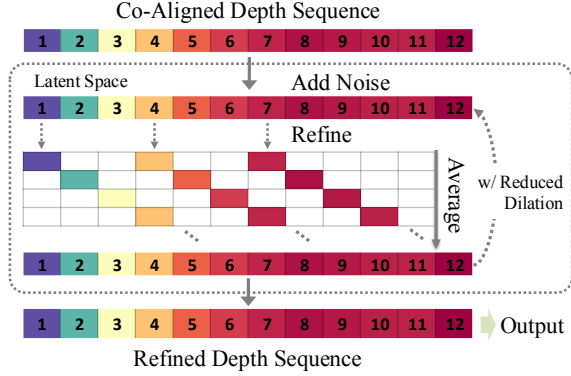 Co-Aligned Depth Sequence
1 2 3 4 5 6 7 8 9 10 11 12
Latent Space
Add Noise
1 2 3 4 5 6 7 8 9 10 11 12
Refine
Average
w/ Reduced
Dilation
1 2 3 4 5 6 7 8 9 10 11 12
1 2 3 4 5 6 7 8 9 10 11 12
Output
Refined Depth Sequence